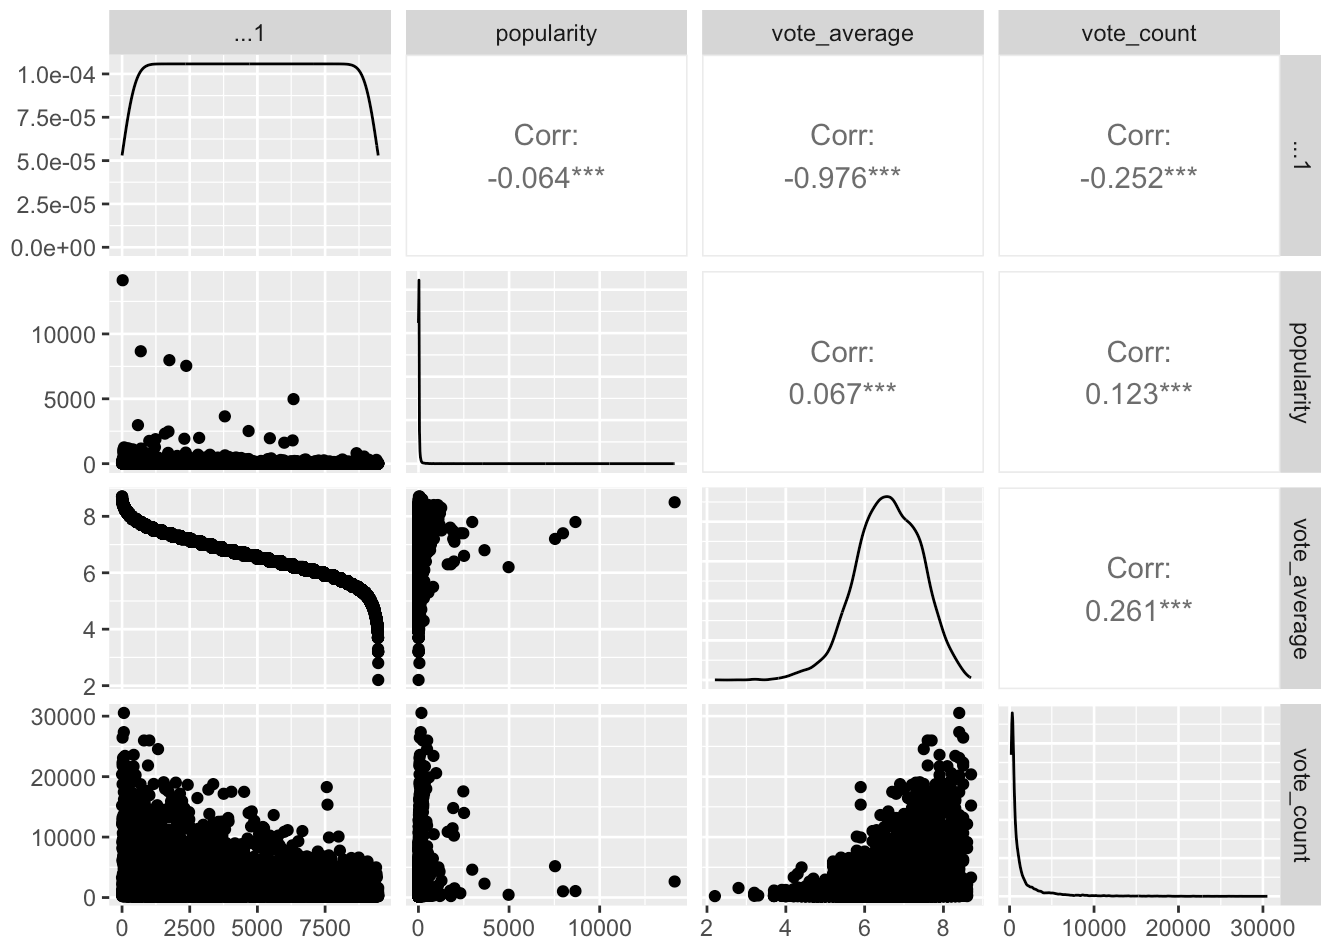 ...1
popularity
vote_average
vote_count
1.0e-04
7.5e-05
5.0e-05
2.5e-05
0.0e+00
Corr:
-0.064***
Corr:
-0.976***
Corr:
-0.252***
...1
10000
5000
0
Corr:
0.067***
Corr:
0.123***
popularity
8
6
4
2
Corr:
0.261***
vote_average
30000
20000
10000
0
vote_count
0 2500 5000 7500
0 10000
2 4 6 8
0 10000 20000 30000